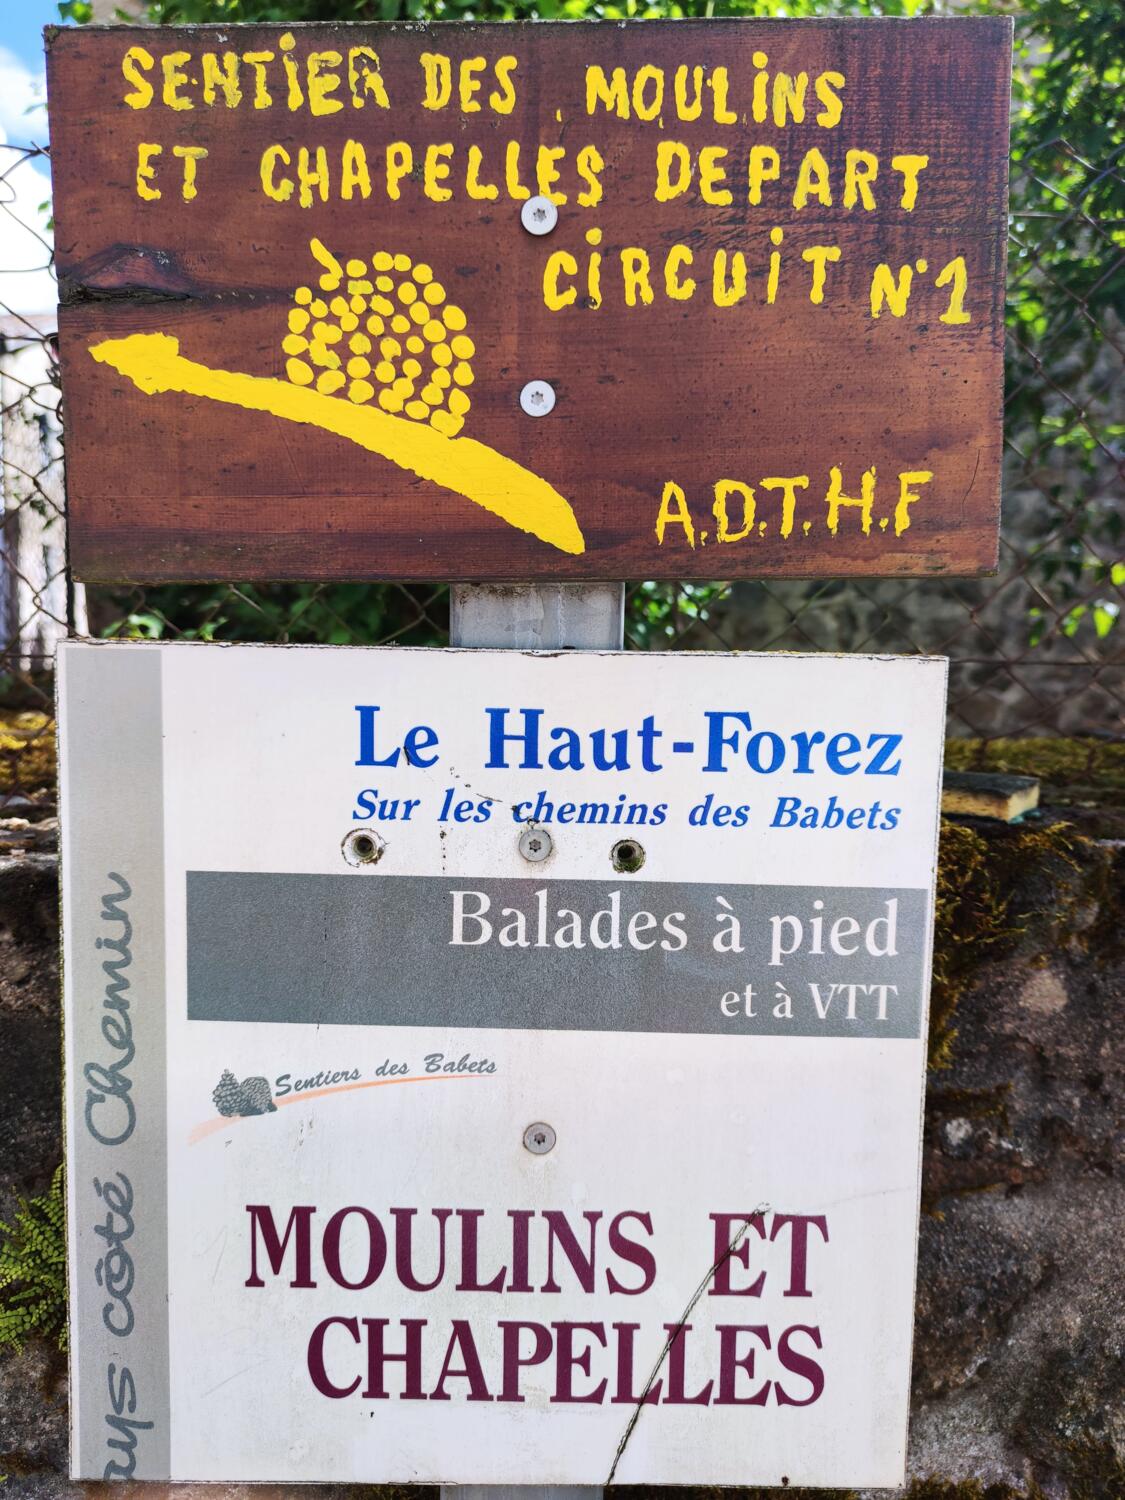 SENTIER DES MOULINS
ET CHAPELLES DEPART
CIRCUIT N°1
A.D.T.H.F
Le Haut-Forez
Sur les chemins des Babets
Balades à pied
et à VTT
Sentiers des Babets
MOULINS ET
CHAPELLES
ays côté Chemin